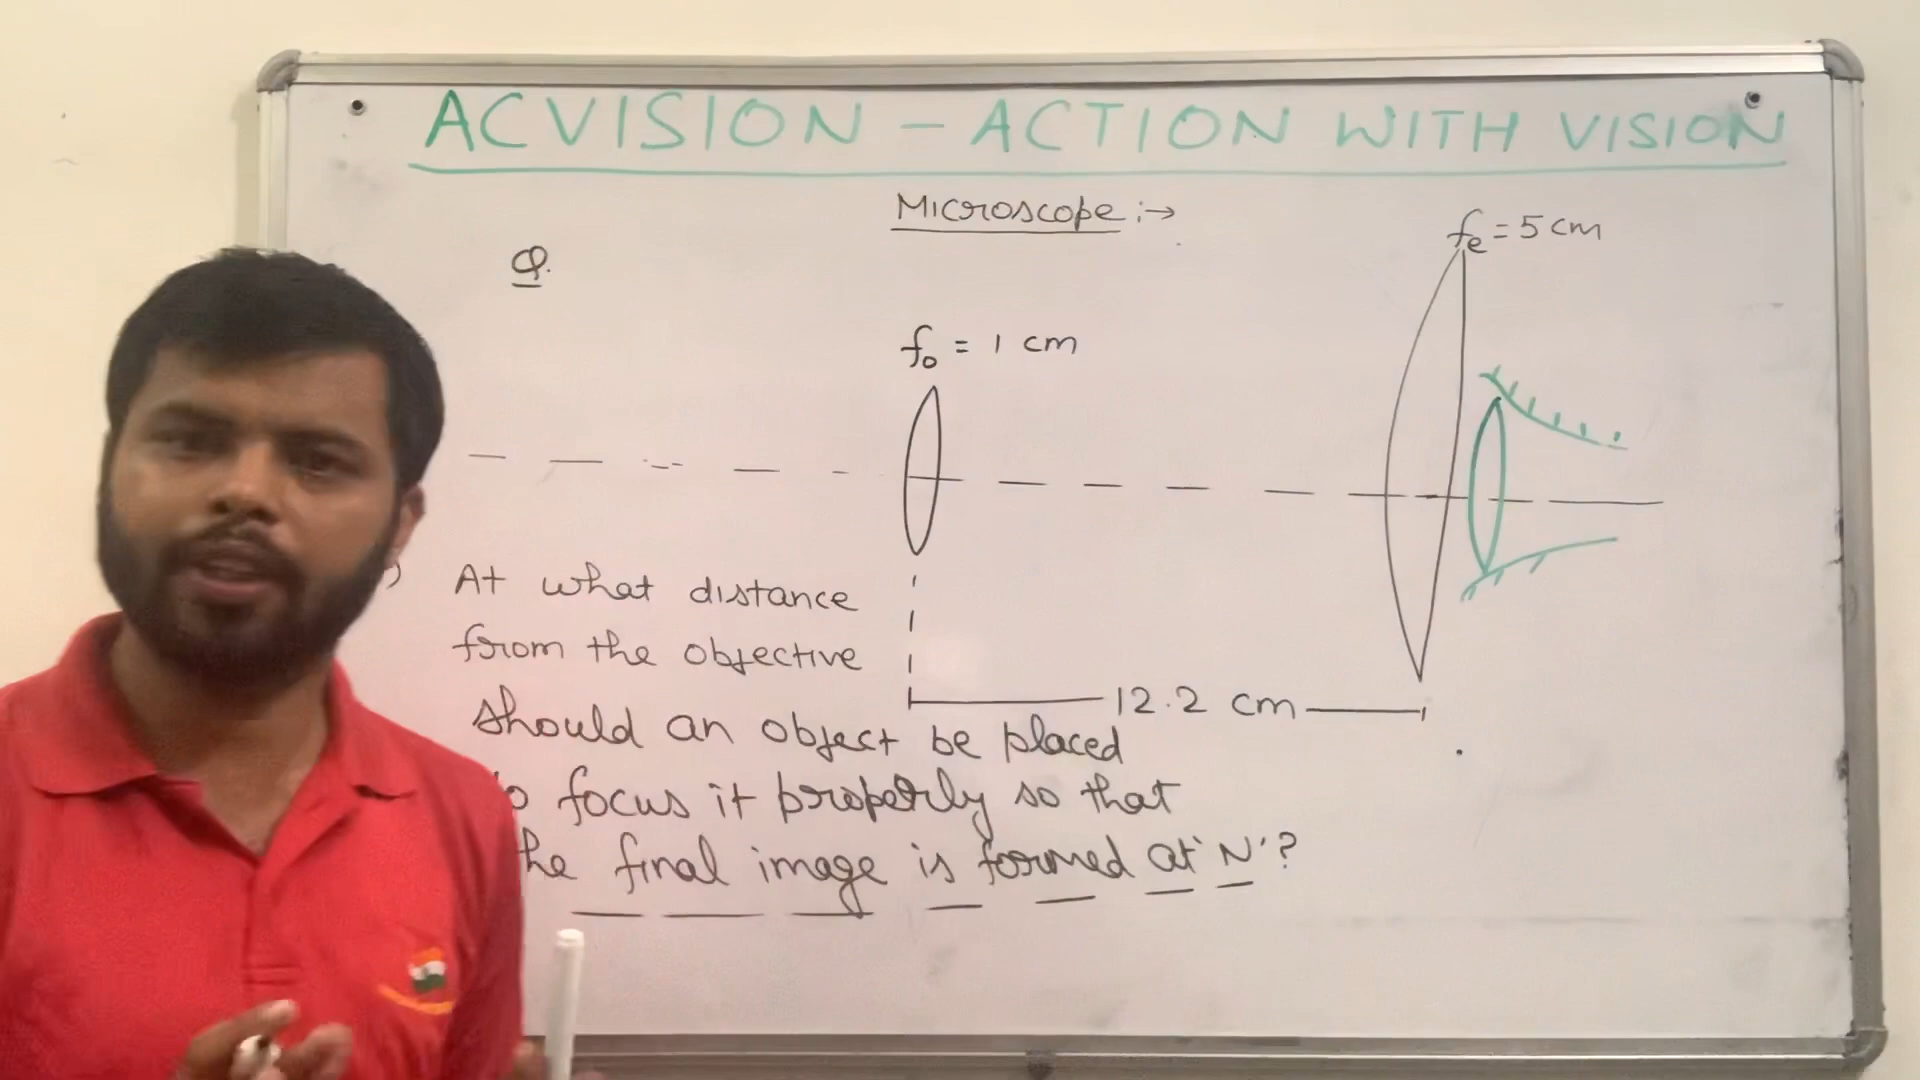 ACVISION - ACTION WITH VISION
Microscope :→
Q.
fe = 5 cm
fo = 1 cm
) At what distance
from the objective
should an object be placed
o focus it properly so that
he final image is formed at 'N'?
12.2 cm